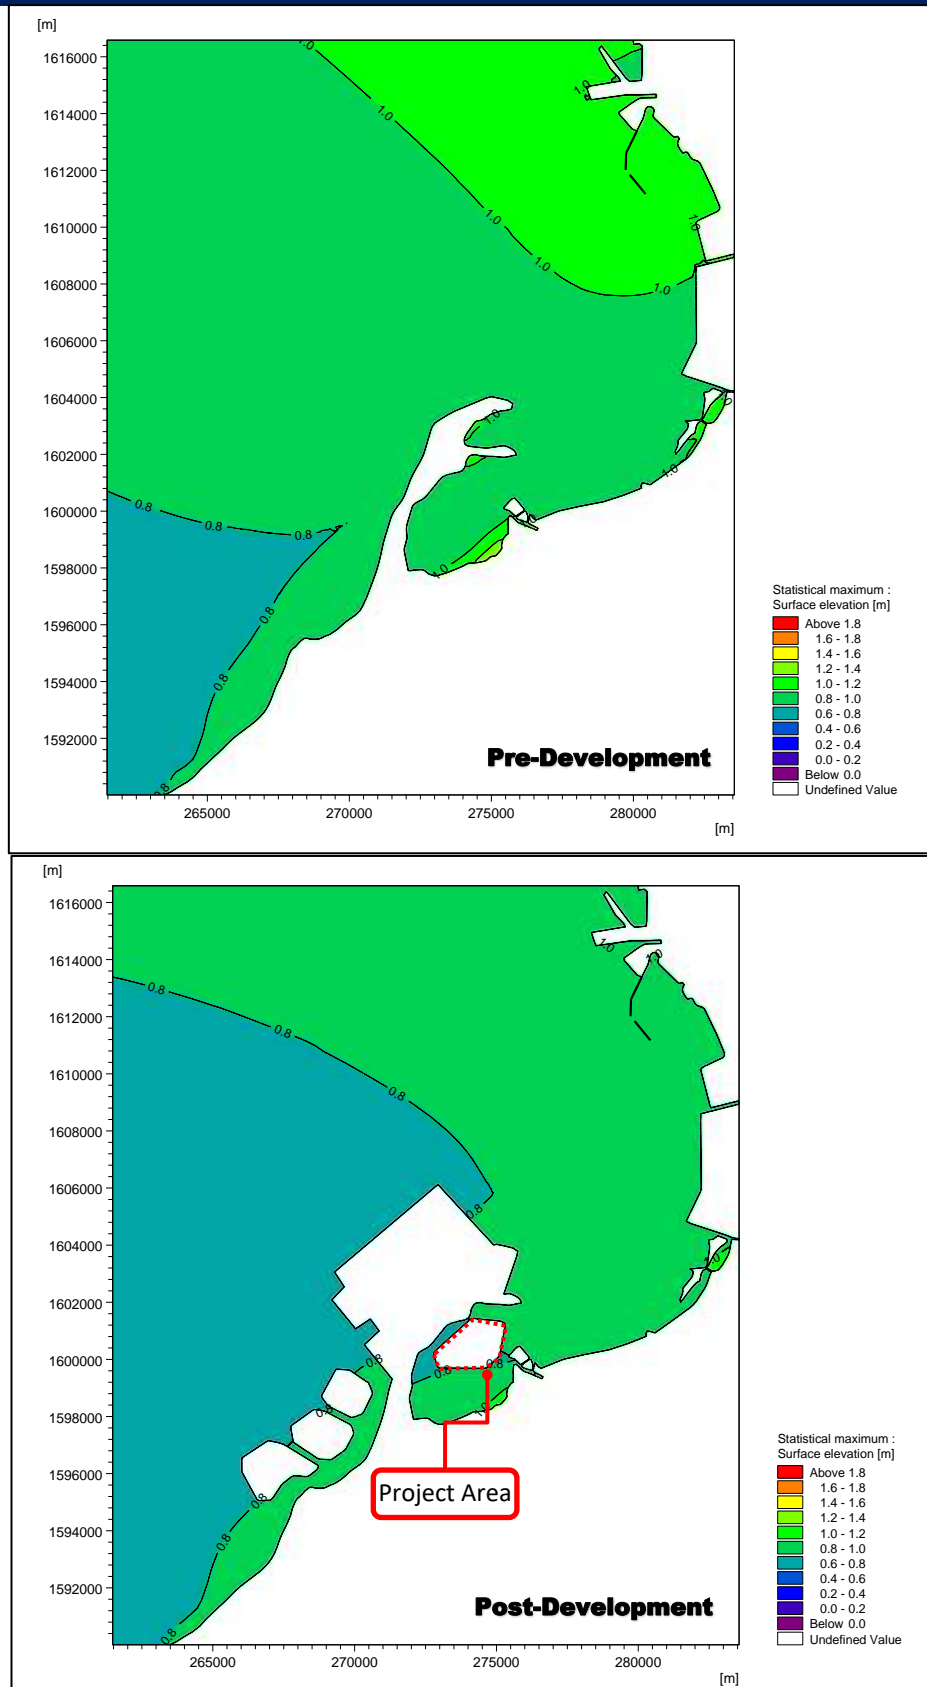 [m]
1616000
1614000
1612000
1610000
1608000
1606000
1604000
1602000
1600000
1598000
1596000
1594000
1592000
1.0
1.0
1.0
1.0
1.0
1.0
1.0
1.0
1.0
1.0
0.8
0.8
0.8
0.8
0.8
0.8
Pre-Development
265000
270000
275000
280000
[m]
Statistical maximum :
Surface elevation [m]
Above 1.8
1.6 - 1.8
1.4 - 1.6
1.2 - 1.4
1.0 - 1.2
0.8 - 1.0
0.6 - 0.8
0.4 - 0.6
0.2 - 0.4
0.0 - 0.2
Below 0.0
Undefined Value
[m]
1616000
1614000
1612000
1610000
1608000
1606000
1604000
1602000
1600000
1598000
1596000
1594000
1592000
1.0
1.0
0.8
0.8
0.8
0.8
1.0
0.8
0.8
0.8
1.0
0.8
0.8
0.8
0.8
Project Area
Post-Development
265000
270000
275000
280000
[m]
Statistical maximum :
Surface elevation [m]
Above 1.8
1.6 - 1.8
1.4 - 1.6
1.2 - 1.4
1.0 - 1.2
0.8 - 1.0
0.6 - 0.8
0.4 - 0.6
0.2 - 0.4
0.0 - 0.2
Below 0.0
Undefined Value